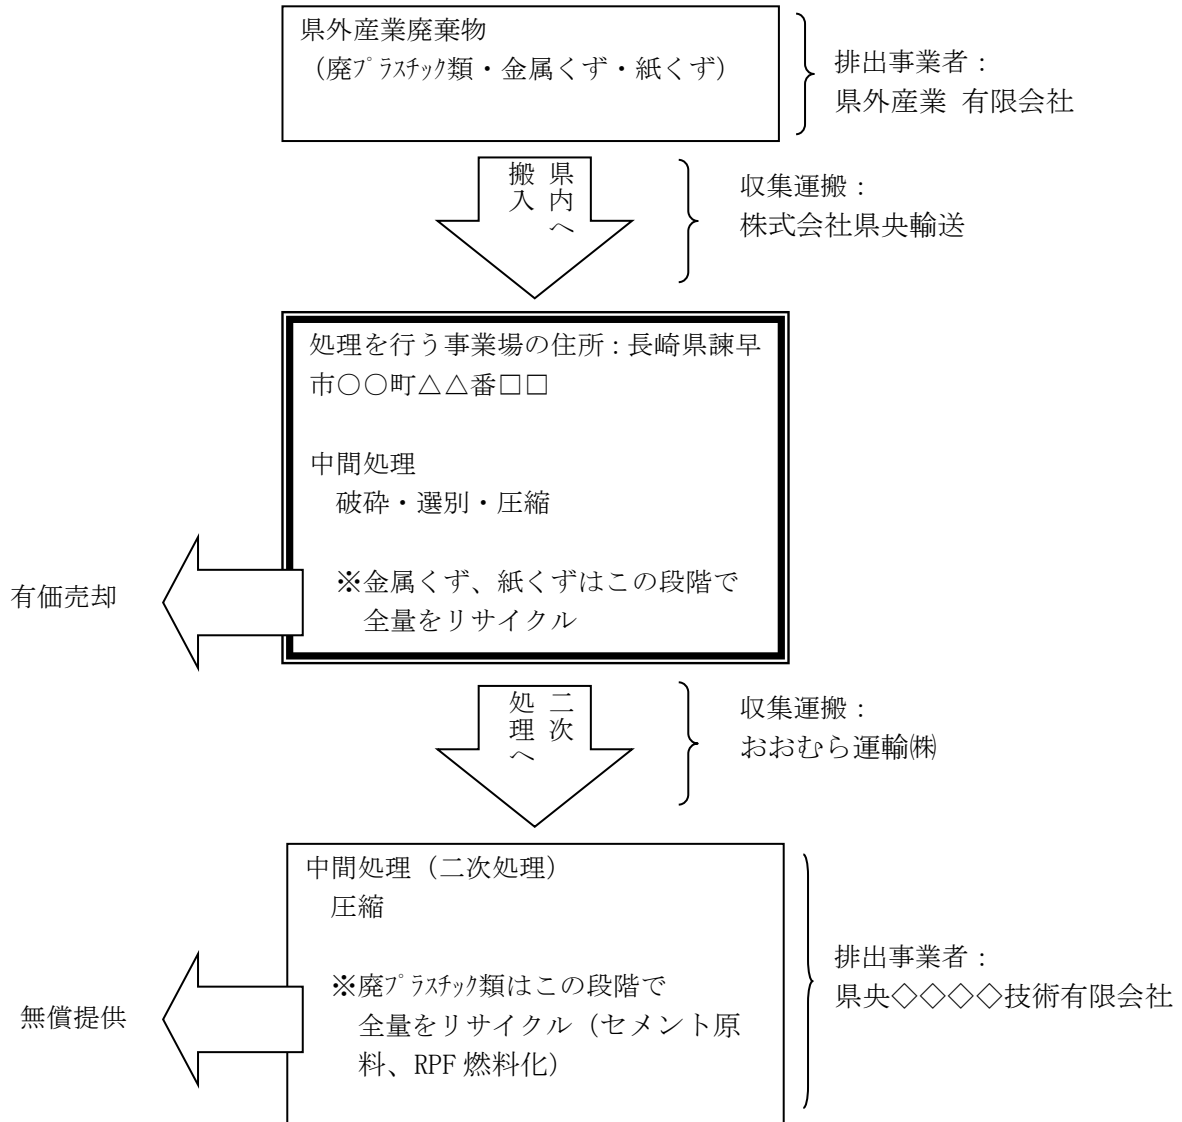 県外産業廃棄物
（廃ﾌﾟﾗｽﾁｯｸ類・金属くず・紙くず）
排出事業者：
県外産業 有限会社
県内へ
搬入
収集運搬：
株式会社県央輸送
処理を行う事業場の住所：長崎県諫早
市○○町△△番□□
中間処理
破砕・選別・圧縮
※金属くず、紙くずはこの段階で
全量をリサイクル
有価売却
二次
処理へ
収集運搬：
おおむら運輸㈱
中間処理（二次処理）
圧縮
※廃ﾌﾟﾗｽﾁｯｸ類はこの段階で
全量をリサイクル（セメント原
料、RPF 燃料化）
排出事業者：
県央◇◇◇◇技術有限会社
無償提供